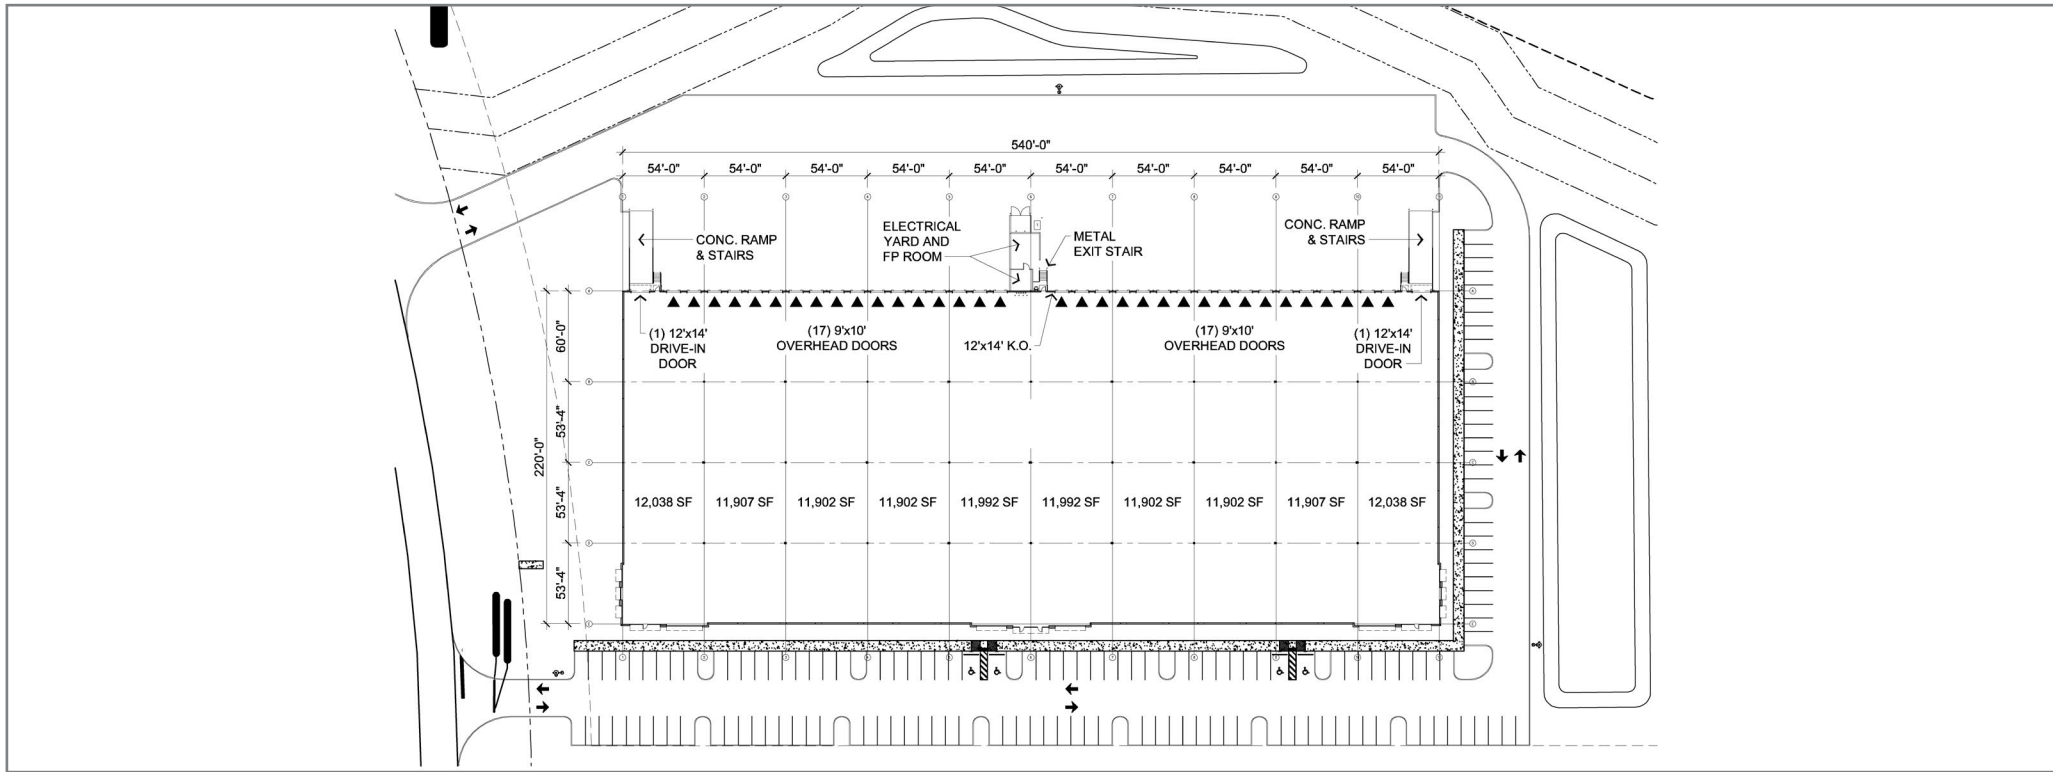 540'-0"
54'-0" 54'-0" 54'-0" 54'-0" 54'-0" 54'-0" 54'-0" 54'-0" 54'-0" 54'-0"
CONC. RAMP
& STAIRS
ELECTRICAL
YARD AND
FP ROOM
METAL
EXIT STAIR
CONC. RAMP
& STAIRS
(1) 12'x14'
DRIVE-IN
DOOR
(17) 9'x10'
OVERHEAD DOORS
12'x14' K.O.
(17) 9'x10'
OVERHEAD DOORS
(1) 12'x14'
DRIVE-IN
DOOR
60'-0"
53'-4"
220'-0"
53'-4"
53'-4"
12,038 SF 11,907 SF 11,902 SF 11,902 SF 11,992 SF 11,992 SF 11,902 SF 11,902 SF 11,907 SF 12,038 SF